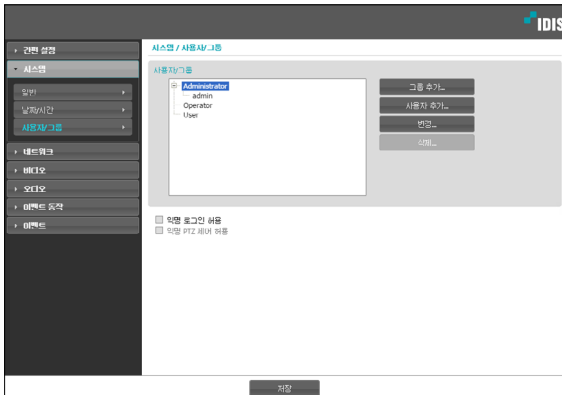 IDIS
간편 설정
시스템
일반
날짜/시간
사용자/그룹
네트워크
비디오
오디오
이벤트 동작
이벤트
시스템 / 사용자/그룹
사용자/그룹
Administrator
admin
Operator
User
그룹 추가...
사용자 추가...
변경...
삭제...
익명 로그인 허용
익명 PTZ 제어 허용
저장